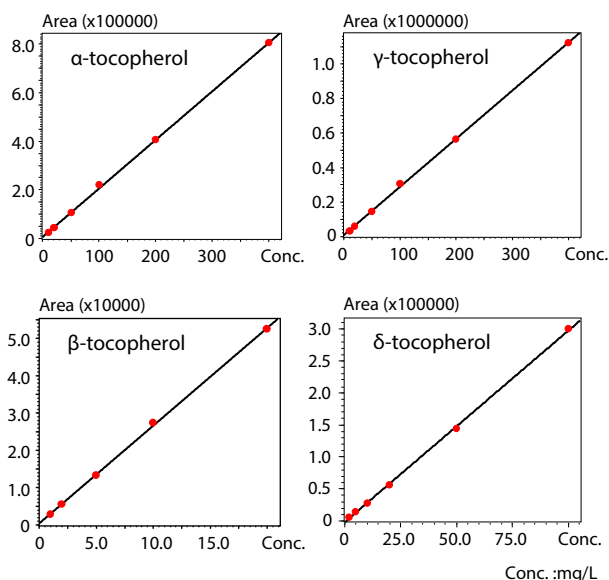 Area (x100000)
α-tocopherol
8.0
6.0
4.0
2.0
0
0 100 200 300 Conc.
Area (x1000000)
γ-tocopherol
1.0
0.8
0.6
0.4
0.2
0
0 100 200 300 Conc.
Area (x10000)
β-tocopherol
5.0
4.0
3.0
2.0
1.0
0.0
0 5.0 10.0 15.0 Conc.
Area (x100000)
δ-tocopherol
3.0
2.5
2.0
1.5
1.0
0.5
0
0 25.0 50.0 75.0 Conc.
Conc. :mg/L